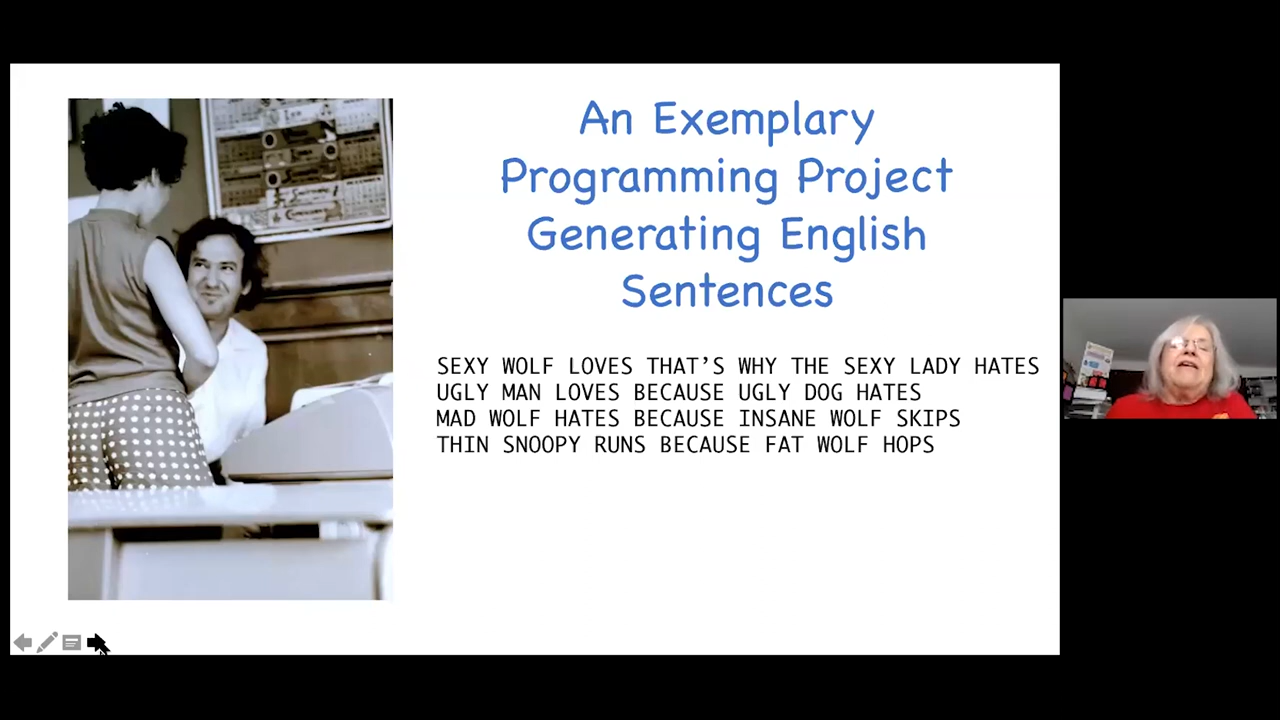 An Exemplary
Programming Project
Generating English
Sentences
SEXY WOLF LOVES THAT’S WHY THE SEXY LADY HATES
UGLY MAN LOVES BECAUSE UGLY DOG HATES
MAD WOLF HATES BECAUSE INSANE WOLF SKIPS
THIN SNOOPY RUNS BECAUSE FAT WOLF HOPS